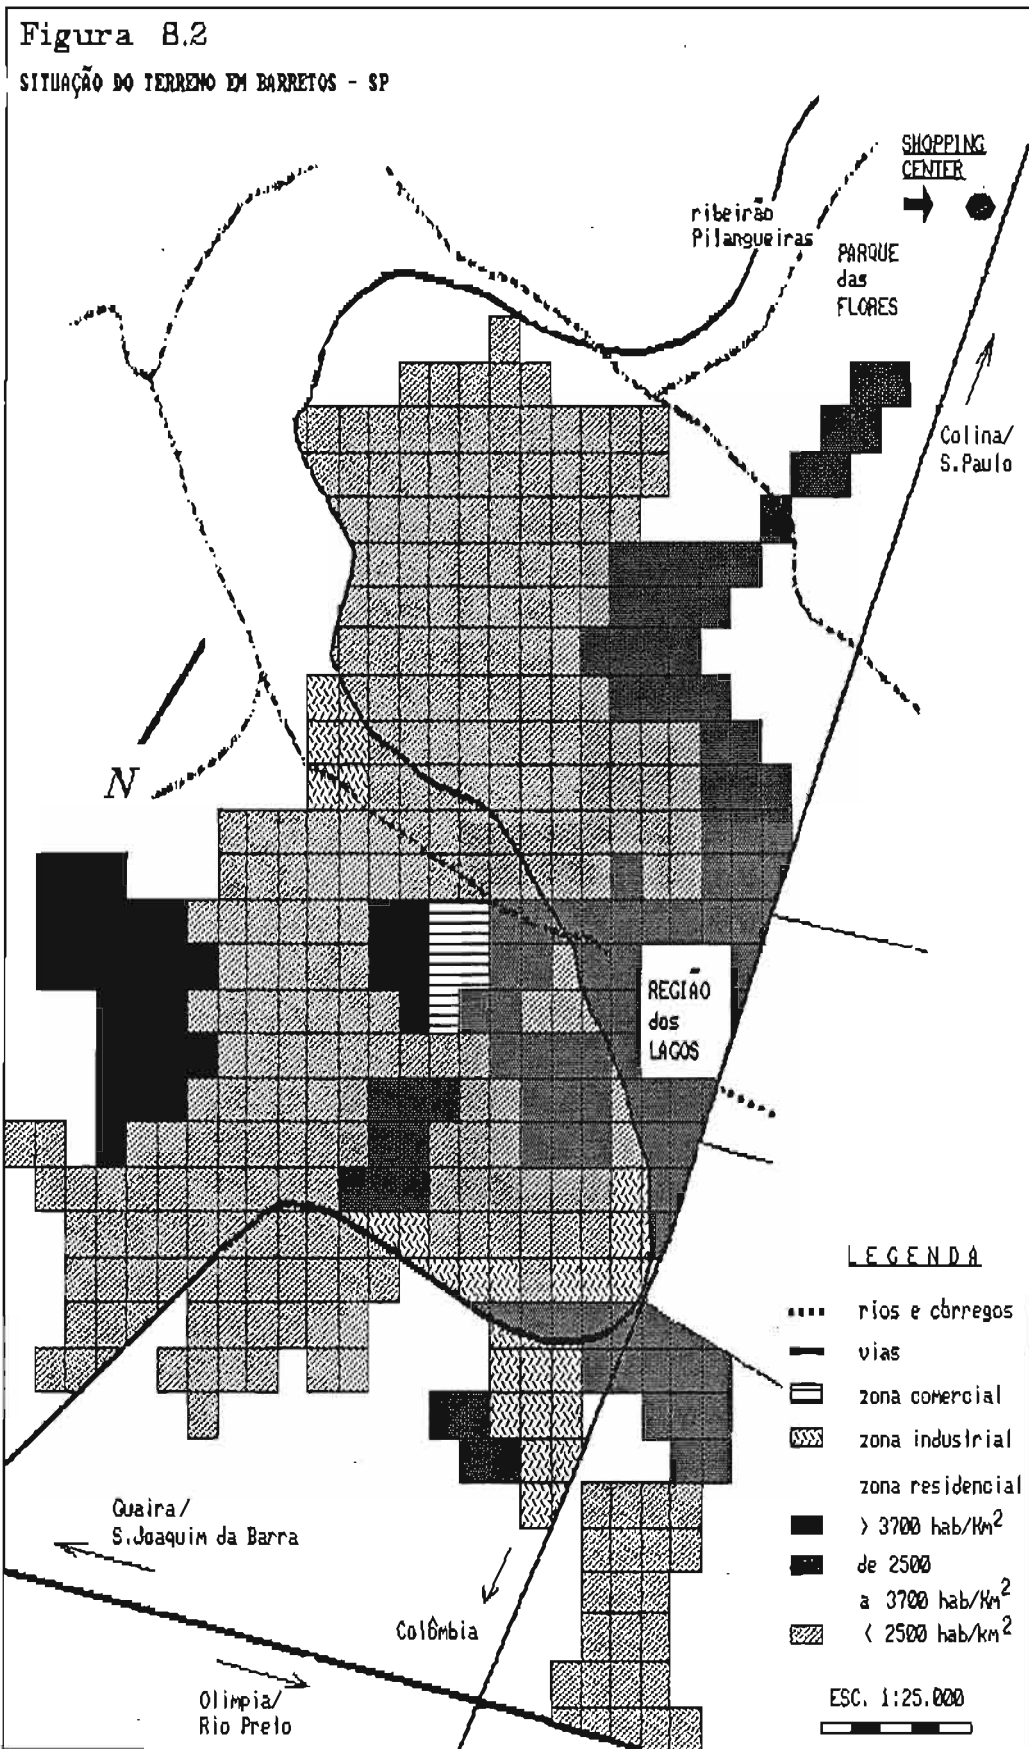 Figura 8.2
SITUAÇÃO DO TERRENO EM BARRETOS - SP
SHOPPING
CENTER
ribeirão
Pitangueiras
PARQUE
das
FLORES
Colina/
S.Paulo
N
REGIÃO
dos
LAGOS
LEGENDA
rios e córregos
vias
zona comercial
zona industrial
zona residencial
> 3700 hab/Km²
de 2500
a 3700 hab/Km²
< 2500 hab/km²
Guaira/
S.Joaquim da Barra
Colômbia
Olimpia/
Rio Preto
ESC. 1:25.000